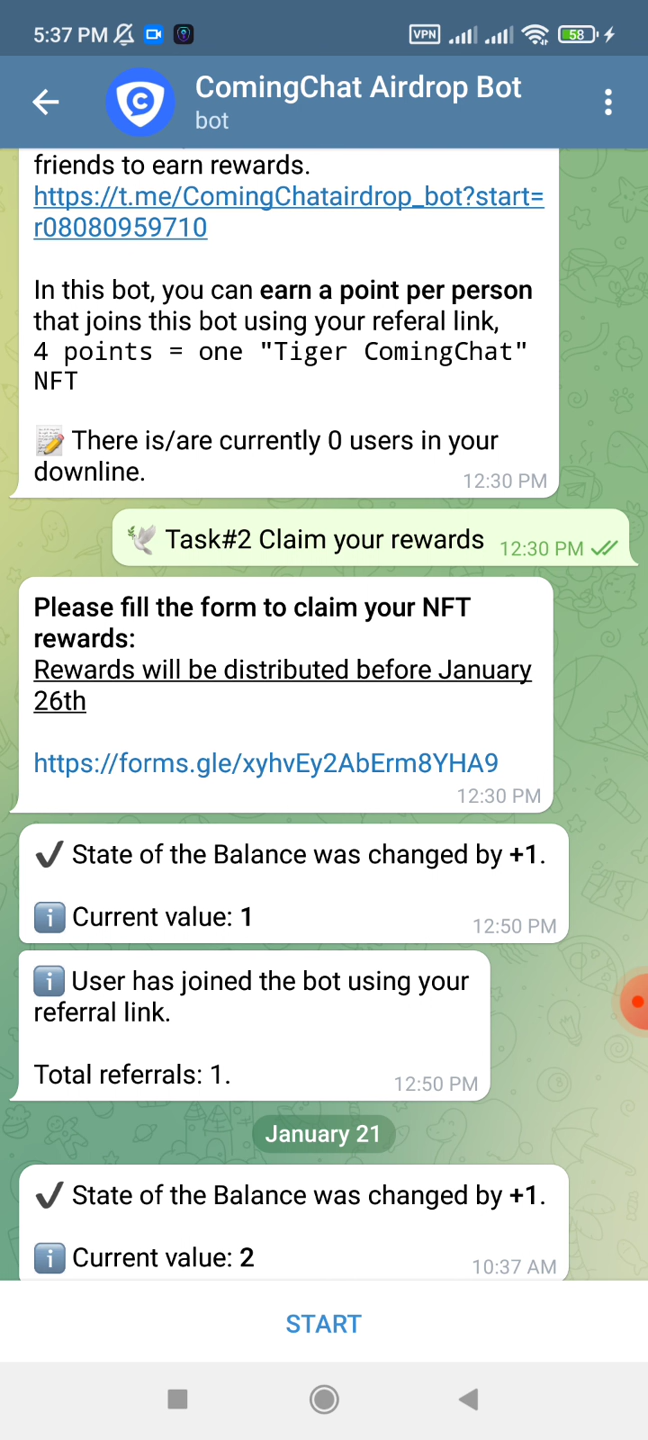 5:37 PM
VPN
58
ComingChat Airdrop Bot
bot
friends to earn rewards.
https://t.me/ComingChatairdrop_bot?start=
r08080959710
In this bot, you can earn a point per person
that joins this bot using your referal link,
4 points = one "Tiger ComingChat"
NFT
📝 There is/are currently 0 users in your
downline.
12:30 PM
🕊 Task#2 Claim your rewards
12:30 PM
Please fill the form to claim your NFT
rewards:
Rewards will be distributed before January
26th
https://forms.gle/xyhvEy2AbErm8YHA9
12:30 PM
✔ State of the Balance was changed by +1.
ℹ Current value: 1
12:50 PM
ℹ User has joined the bot using your
referral link.
Total referrals: 1.
12:50 PM
January 21
✔ State of the Balance was changed by +1.
ℹ Current value: 2
10:37 AM
START